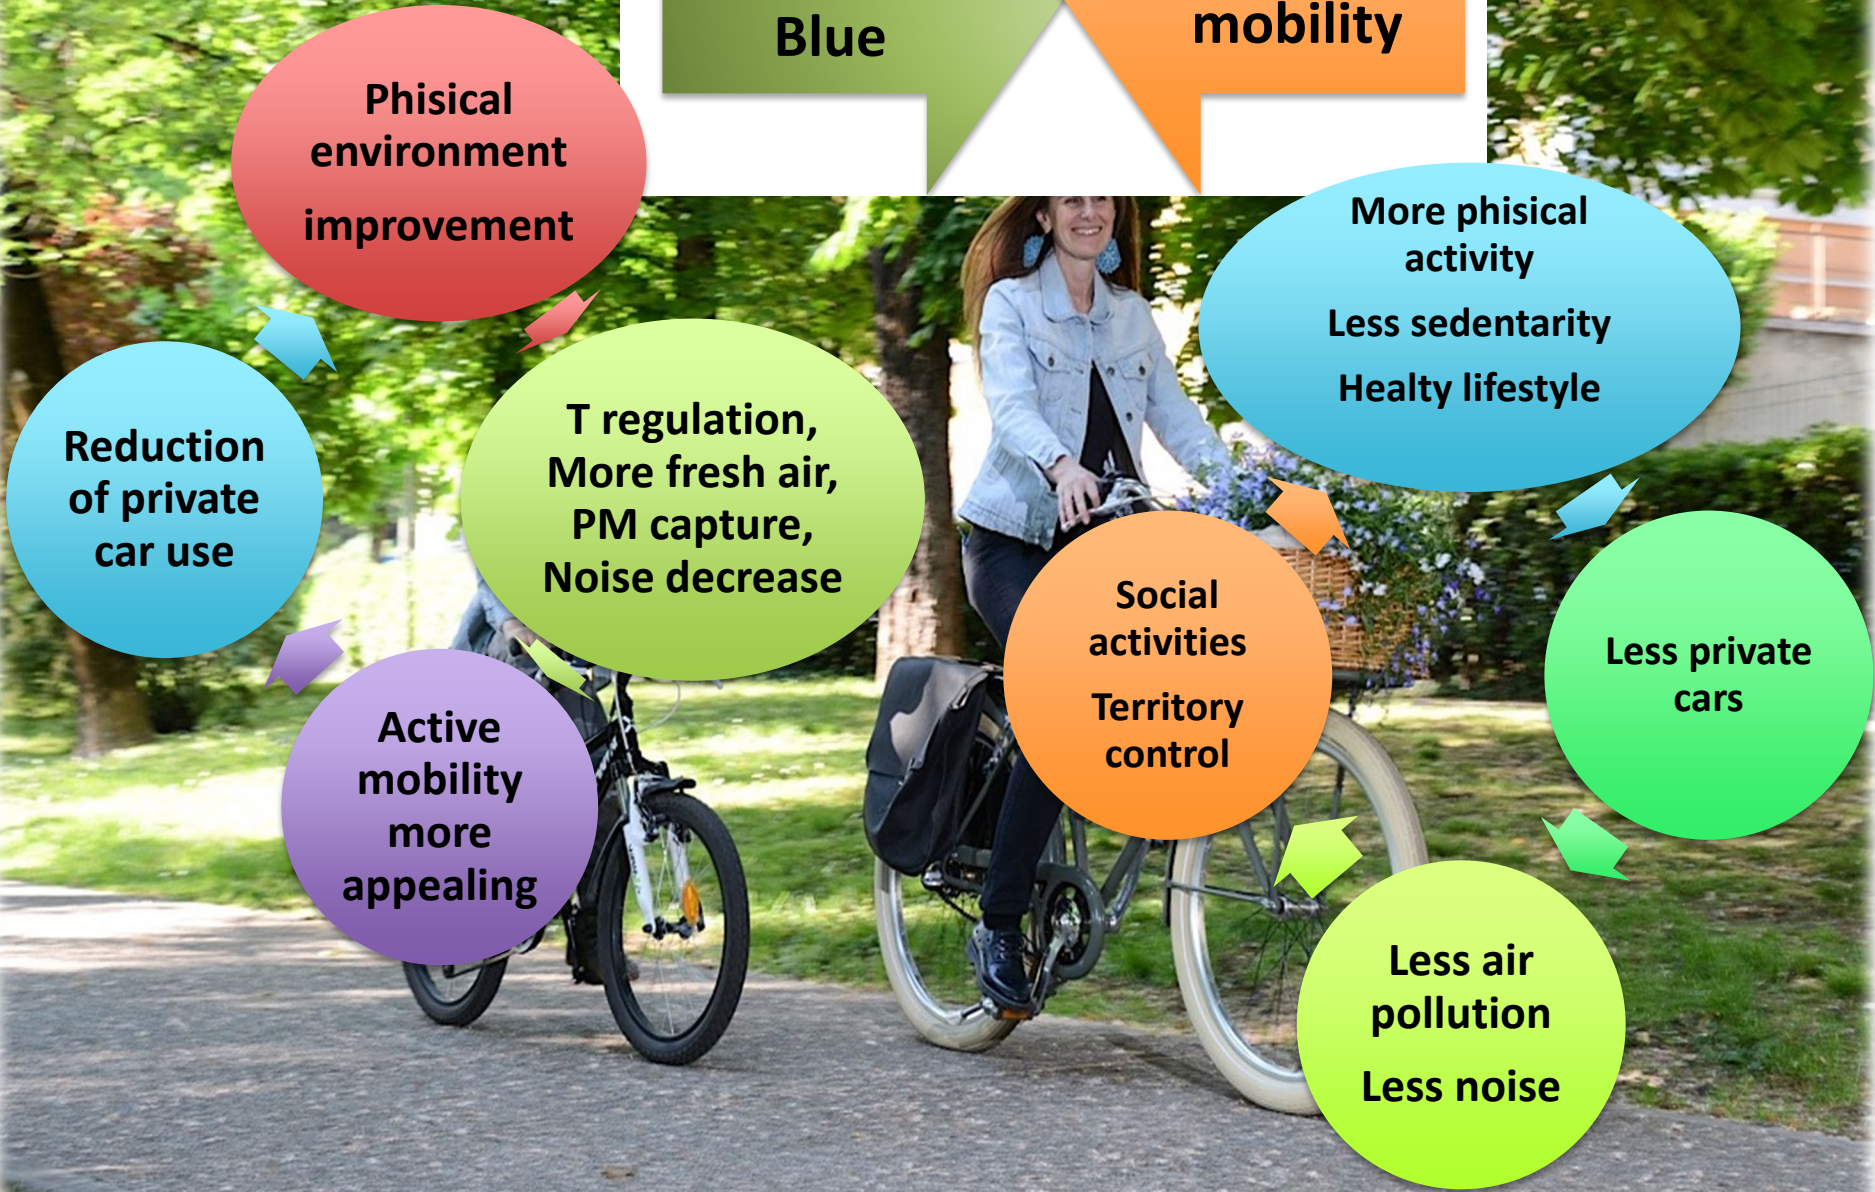 Blue
mobility
Phisical
environment
improvement
T regulation,
More fresh air,
PM capture,
Noise decrease
Active
mobility
more
appealing
Reduction
of private
car use
More phisical
activity
Less sedentarity
Healty lifestyle
Less private
cars
Less air
pollution
Less noise
Social
activities
Territory
control